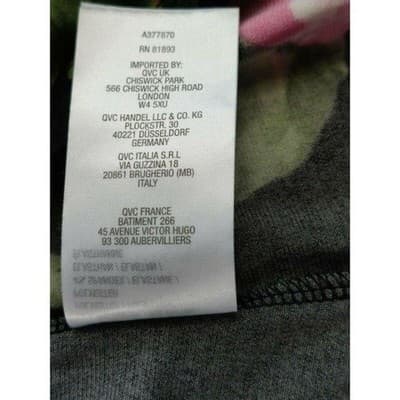 A377870
RN 81893
IMPORTED BY:
QVC UK
CHISWICK PARK
566 CHISWICK HIGH ROAD
LONDON
W4 5XU
QVC HANDEL LLC & CO. KG
PLOCKSTR. 30
40221 DÜSSELDORF
GERMANY
QVC ITALIA S.R.L
VIA GUZZINA 18
20861 BRUGHERIO (MB)
ITALY
QVC FRANCE
BATIMENT 266
45 AVENUE VICTOR HUGO
93 300 AUBERVILLIERS